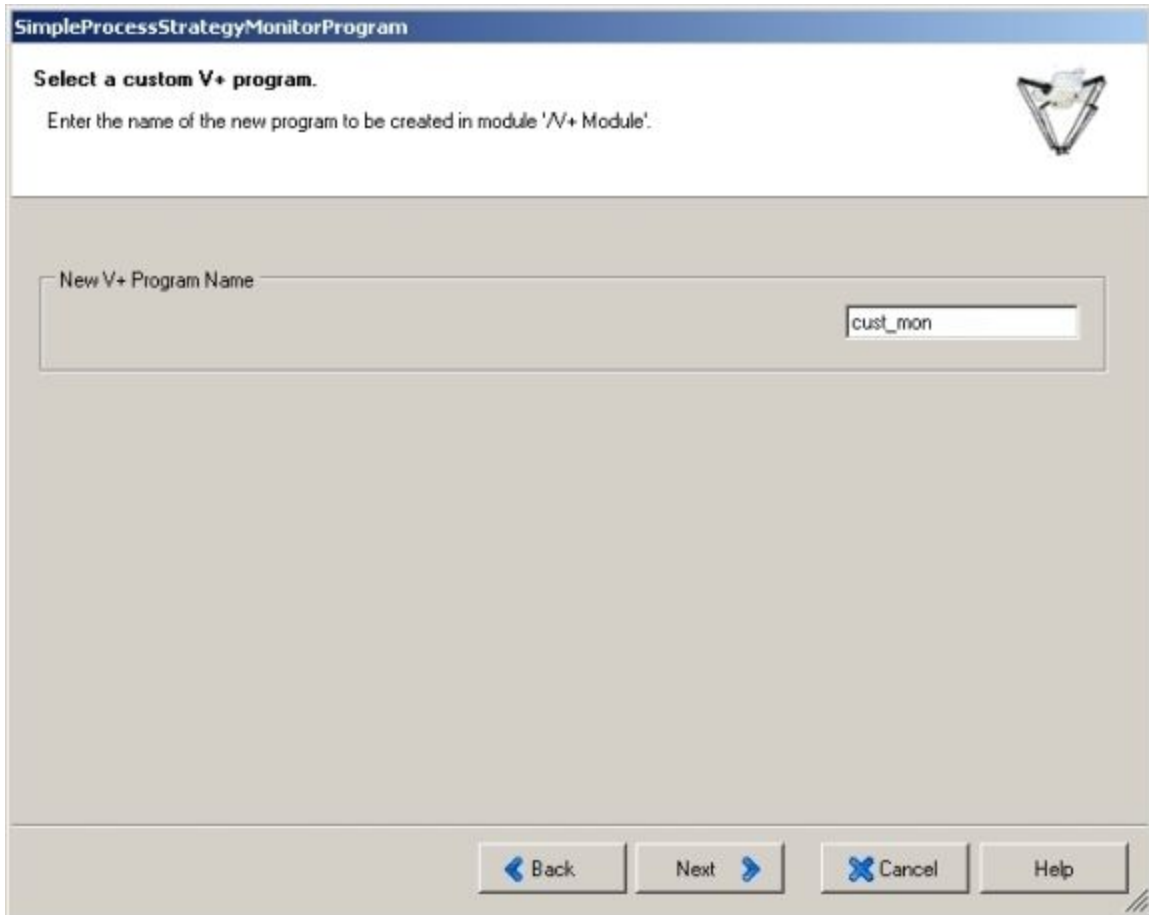 SimpleProcessStrategyMonitorProgram
Select a custom V+ program.
Enter the name of the new program to be created in module '/V+ Module'.
New V+ Program Name
cust_mon
Back
Next
Cancel
Help